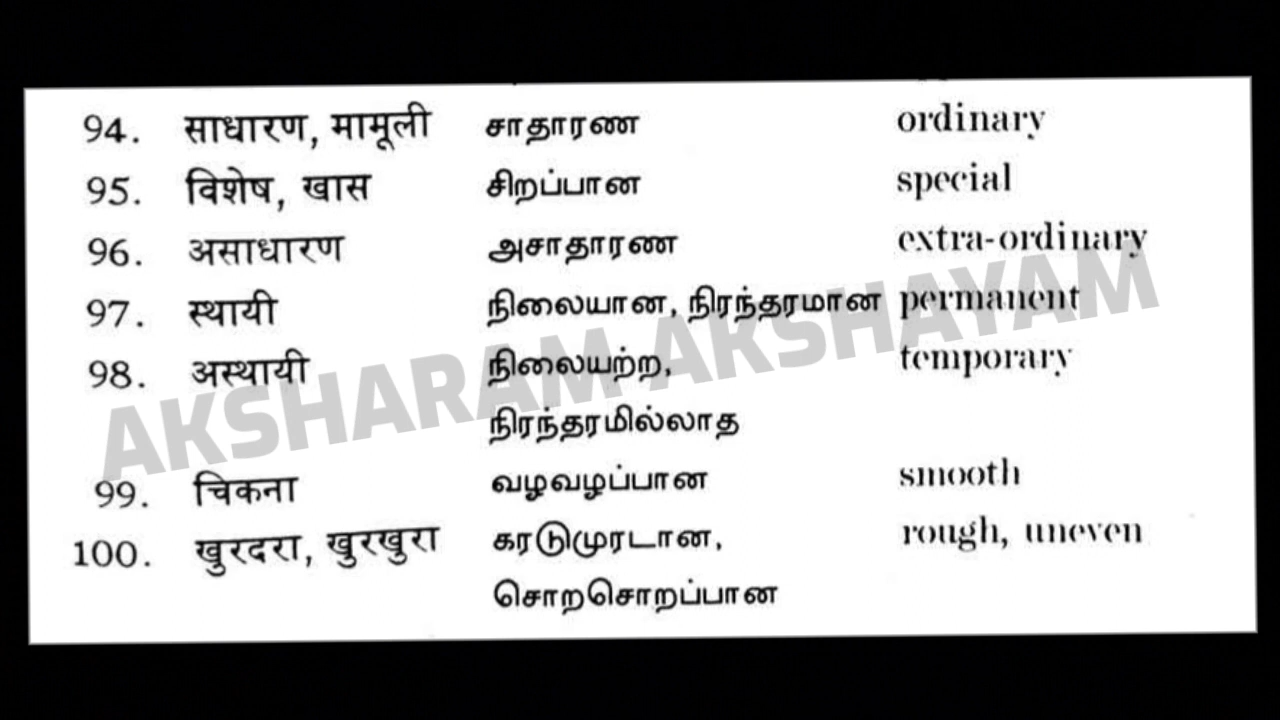 94. साधारण, मामूली சாதாரண ordinary
95. विशेष, खास சிறப்பான special
96. असाधारण அசாதாரண extra-ordinary
97. स्थायी நிலையான, நிரந்தரமான permanent
98. अस्थायी நிலையற்ற, temporary
நிரந்தரமில்லாத
99. चिकना வழவழப்பான smooth
100. खुरदरा, खुरखुरा கரடுமுரடான, rough, uneven
சொறசொறப்பான
AKSHARAM AKSHAYAM